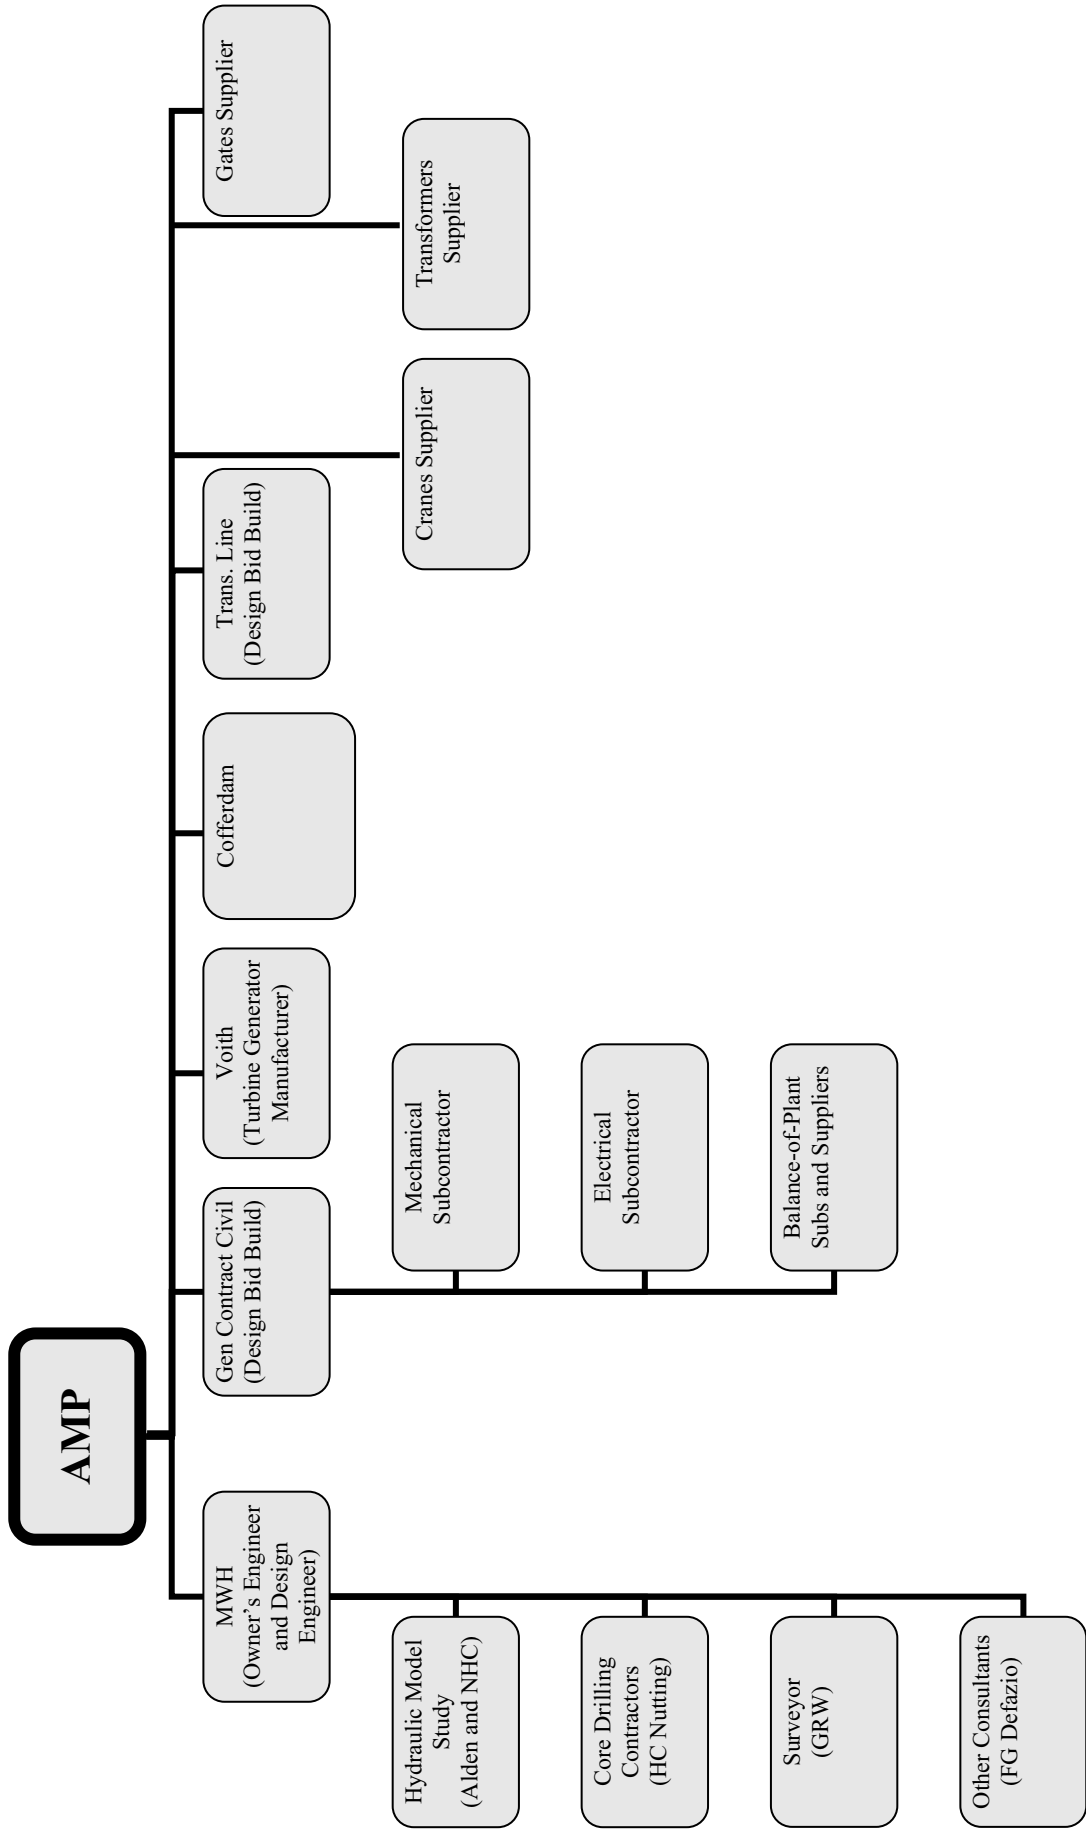 AMP
MWH
(Owner's Engineer
and Design
Engineer)
Hydraulic Model
Study
(Alden and NHC)
Core Drilling
Contractors
(HC Nutting)
Surveyor
(GRW)
Other Consultants
(FG Defazio)
Gen Contract Civil
(Design Bid Build)
Mechanical
Subcontractor
Electrical
Subcontractor
Balance-of-Plant
Subs and Suppliers
Voith
(Turbine Generator
Manufacturer)
Cofferdam
Trans. Line
(Design Bid Build)
Cranes Supplier
Transformers
Supplier
Gates Supplier